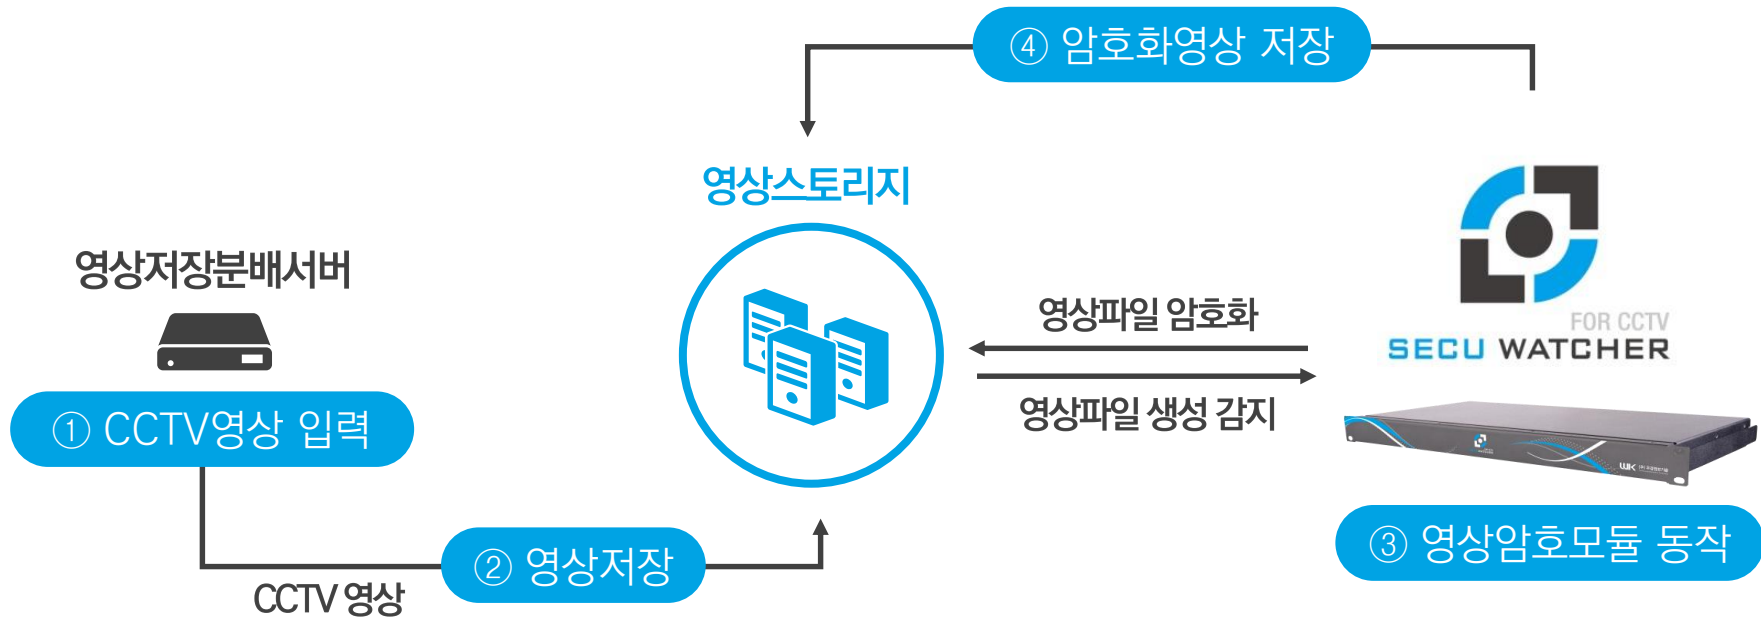 ④ 암호화영상 저장
영상스토리지
영상저장분배서버
영상파일 암호화
FOR CCTV
SECU WATCHER
영상파일 생성 감지
① CCTV영상 입력
WK
② 영상저장
③ 영상암호모듈 동작
CCTV 영상